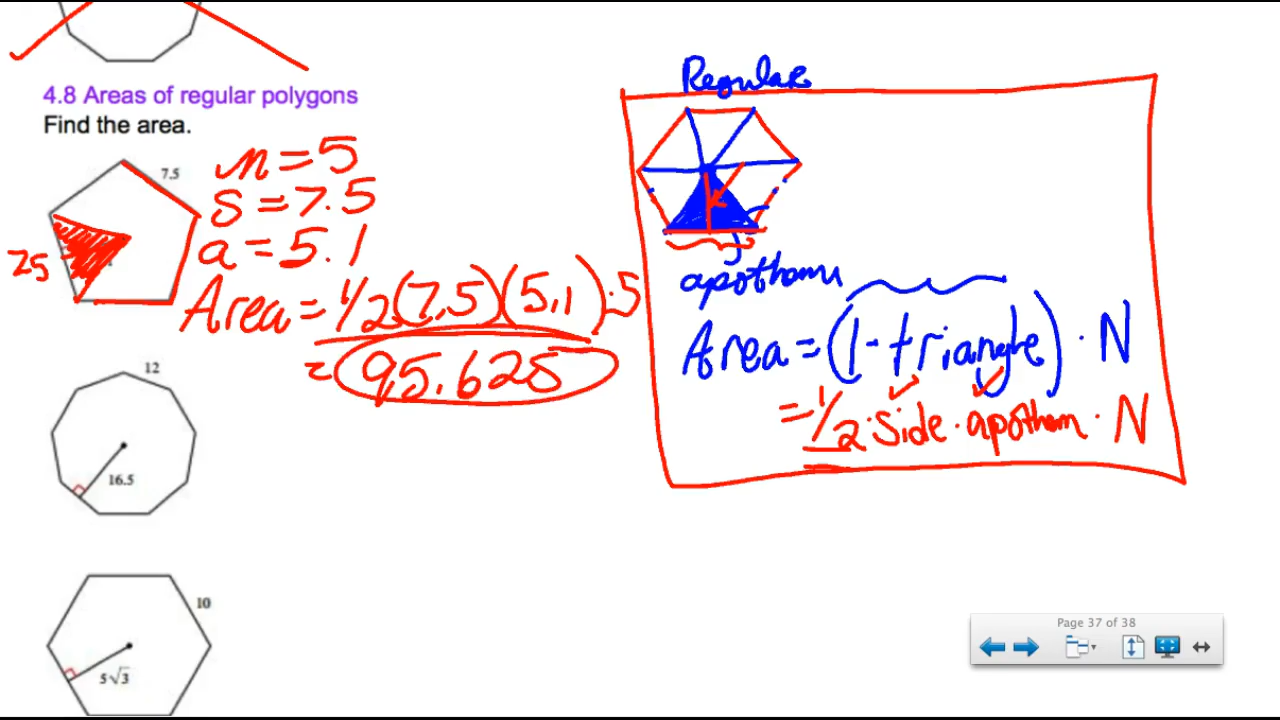 4.8 Areas of regular polygons
Find the area.
7.5
n = 5
s = 7.5
a = 5.1
7.5
Area = 1/2(7.5)(5.1)·5
= 95.625
12
16.5
10
5√3
Regular
apothem
Area = (1-triangle)·N
= 1/2·side·apothem·N
Page 37 of 38